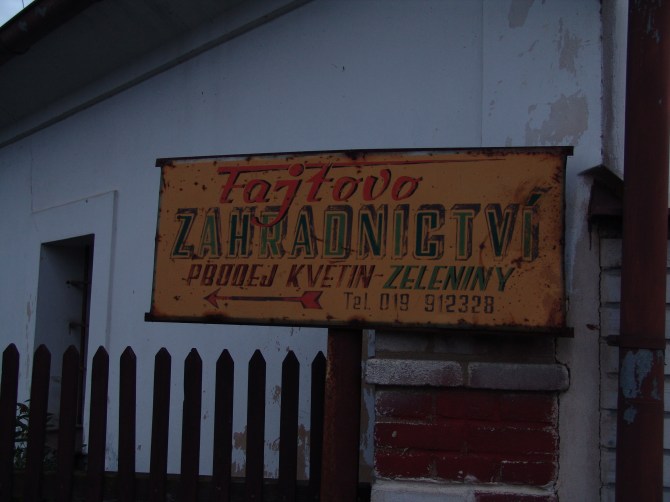 Fajtovo
ZAHRADNICTVÍ
PRODEJ KVĚTIN-ZELENINY
Tel. 019 912328